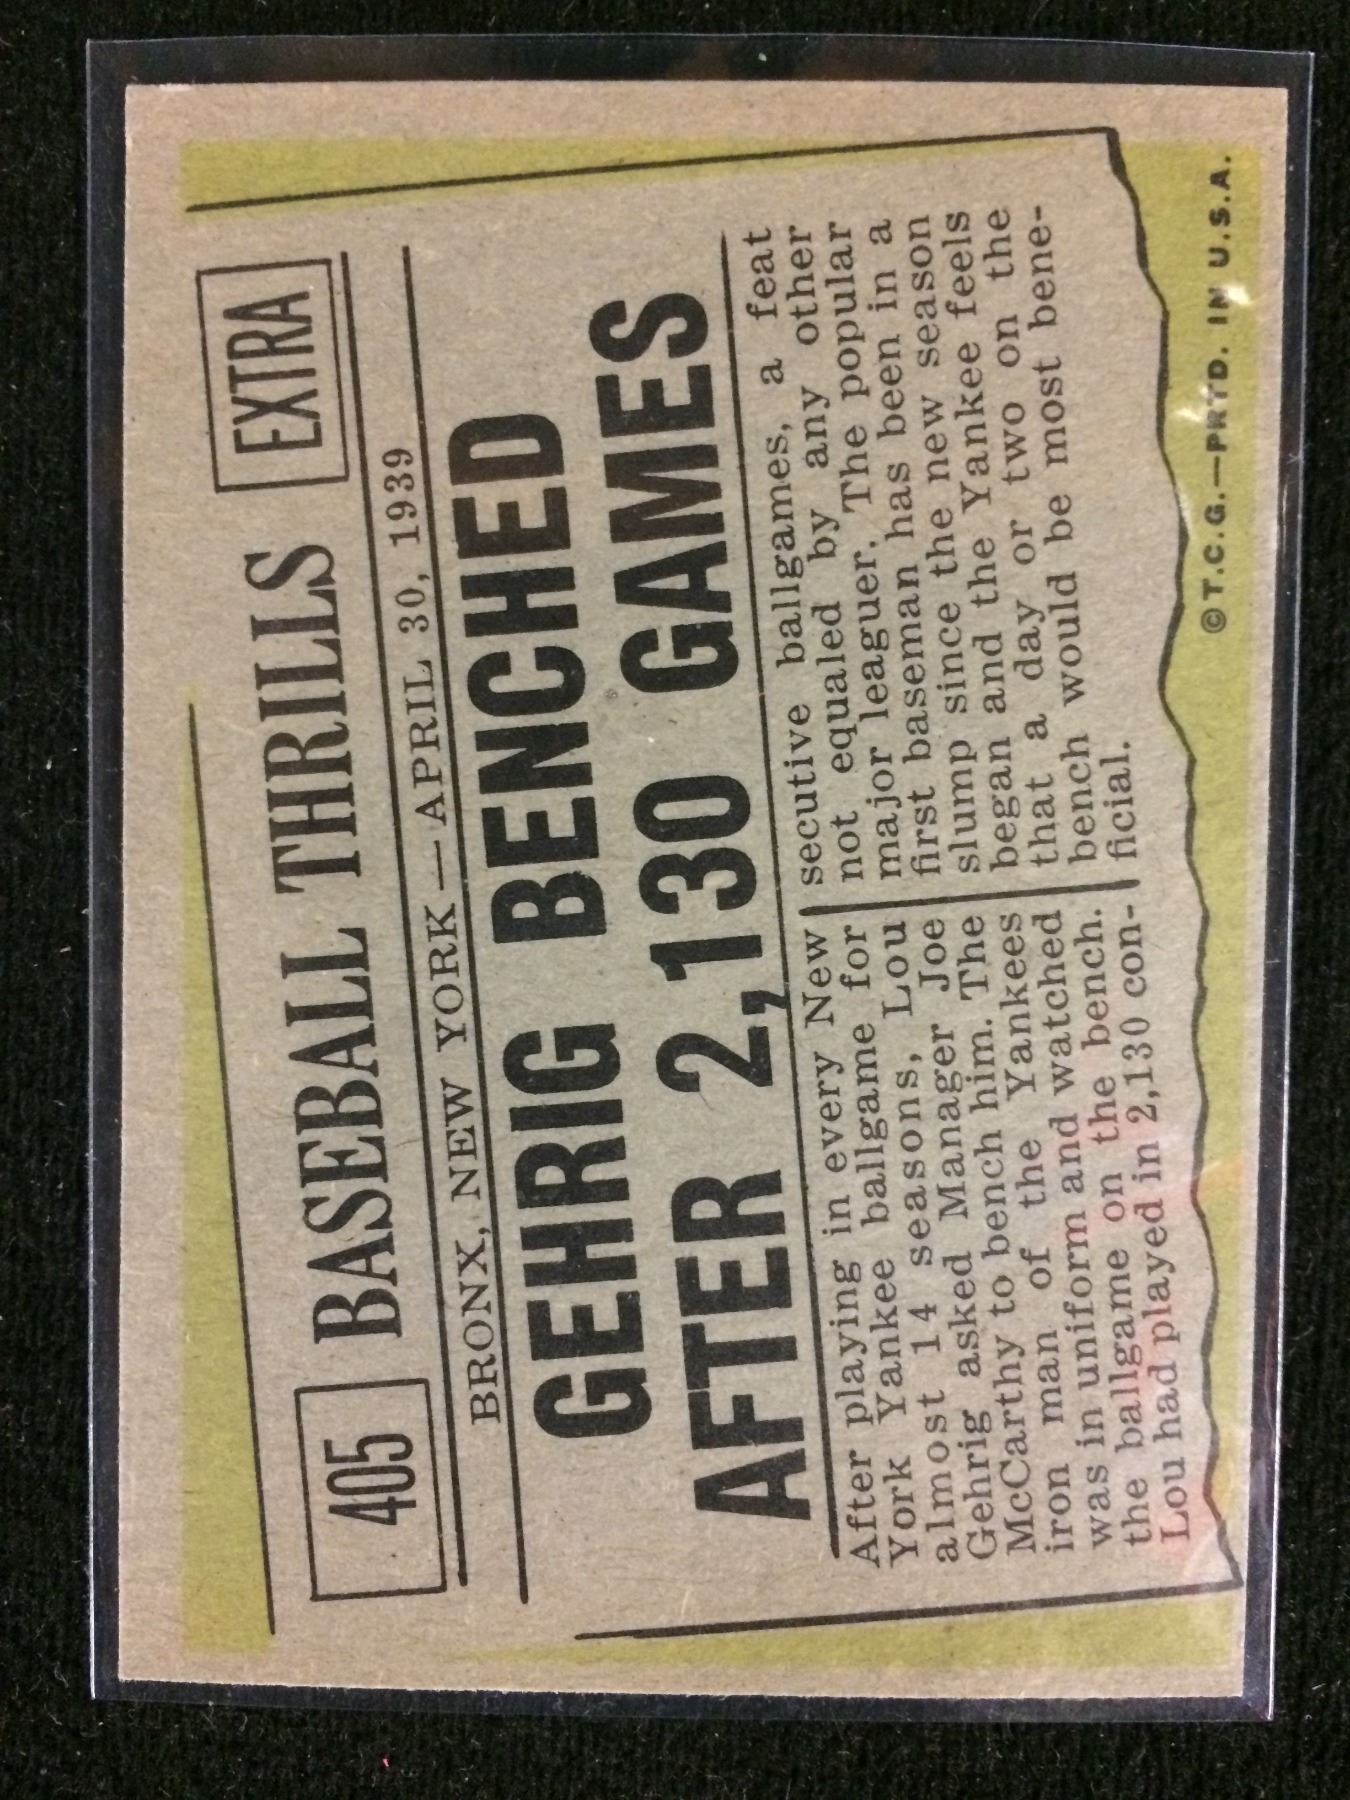 405 BASEBALL THRILLS EXTRA
BRONX, NEW YORK—APRIL 30, 1939
GEHRIG BENCHED
AFTER 2,130 GAMES
After playing in every New
York Yankee ballgame for
almost 14 seasons, Lou
Gehrig asked Manager Joe
McCarthy to bench him. The
iron man of the Yankees
was in uniform and watched
the ballgame on the bench.
Lou had played in 2,130 con-
secutive ballgames, a feat
not equaled by any other
major leaguer. The popular
first baseman has been in a
slump since the new season
began and the Yankee feels
that a day or two on the
bench would be most bene-
ficial.
©T.C.G.—PRTD. IN U.S.A.